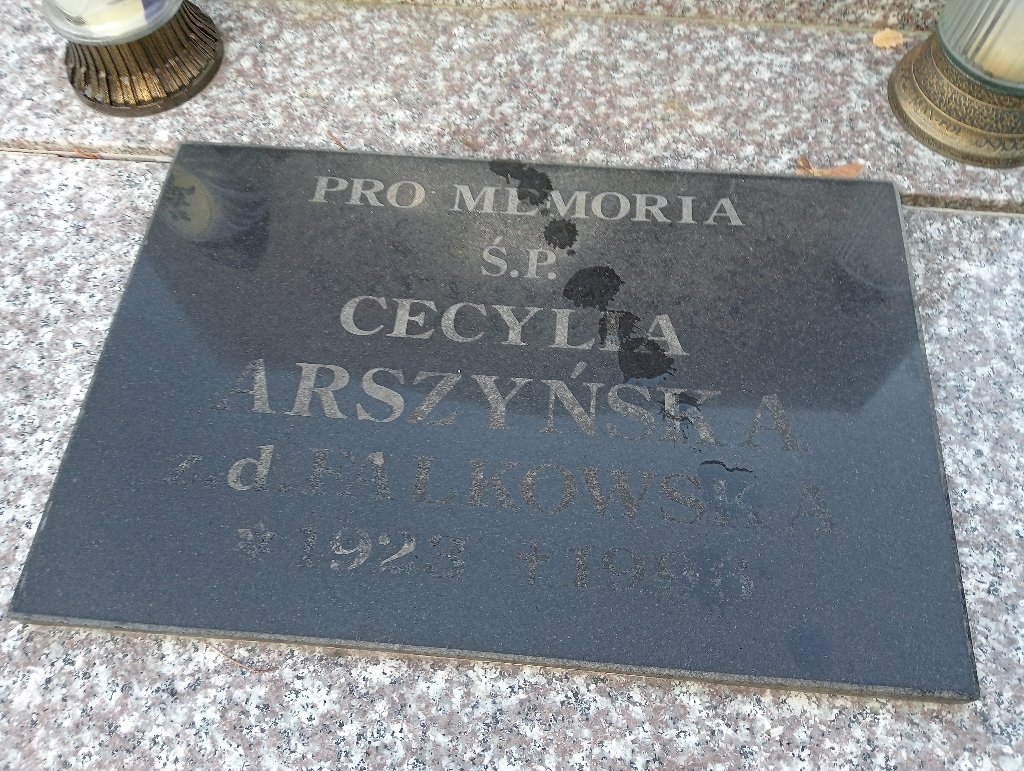 PRO MEMORIA
Ś.P.
CECYLIA
ARSZYŃSKA
z.d. FALKOWSKA
* 1923